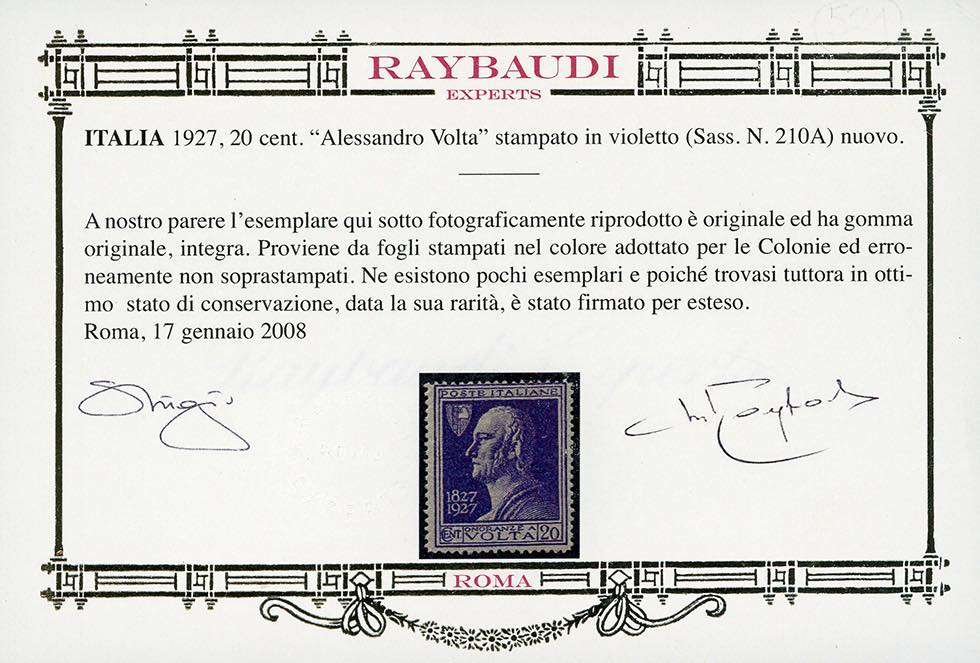 RAYBAUDI
EXPERTS
ITALIA 1927, 20 cent. “Alessandro Volta” stampato in violetto (Sass. N. 210A) nuovo.
A nostro parere l’esemplare qui sotto fotograficamente riprodotto è originale ed ha gomma
originale, integra. Proviene da fogli stampati nel colore adottato per le Colonie ed erro-
neamente non soprastampati. Ne esistono pochi esemplari e poiché trovasi tuttora in otti-
mo stato di conservazione, data la sua rarità, è stato firmato per esteso.
Roma, 17 gennaio 2008
POSTE ITALIANE
1827
1927
CENT. ONORANZE A 20
VOLTA
ROMA